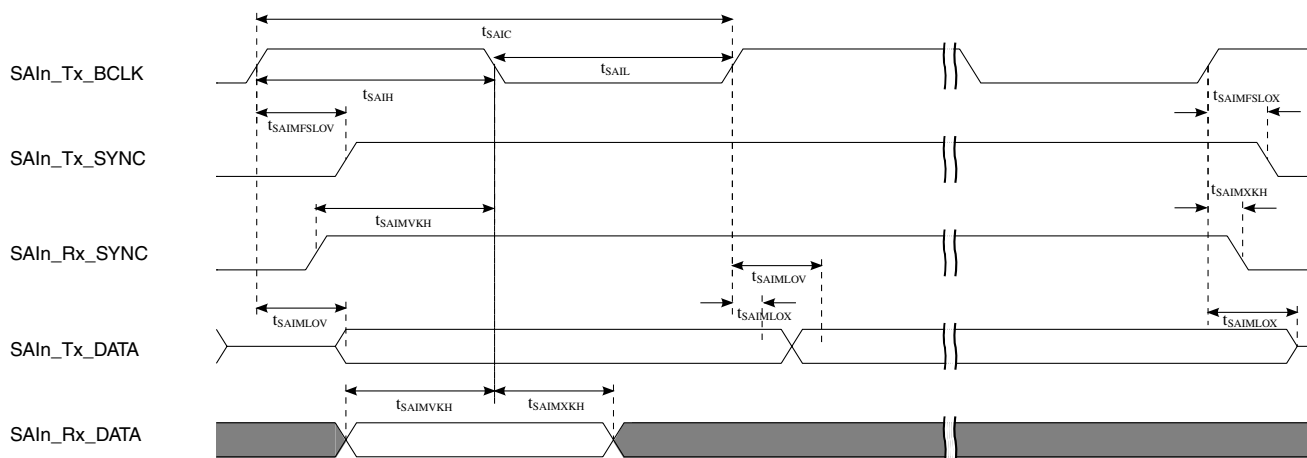 tSAIC
SAIn_Tx_BCLK
tSAIL
tSAIH
tSAIMFSLOX
tSAIMFSLOV
SAIn_Tx_SYNC
tSAIMXKH
tSAIMVKH
SAIn_Rx_SYNC
tSAIMLOV
tSAIMLOV
tSAIMLOX
tSAIMLOX
SAIn_Tx_DATA
tSAIMVKH
tSAIMXKH
SAIn_Rx_DATA